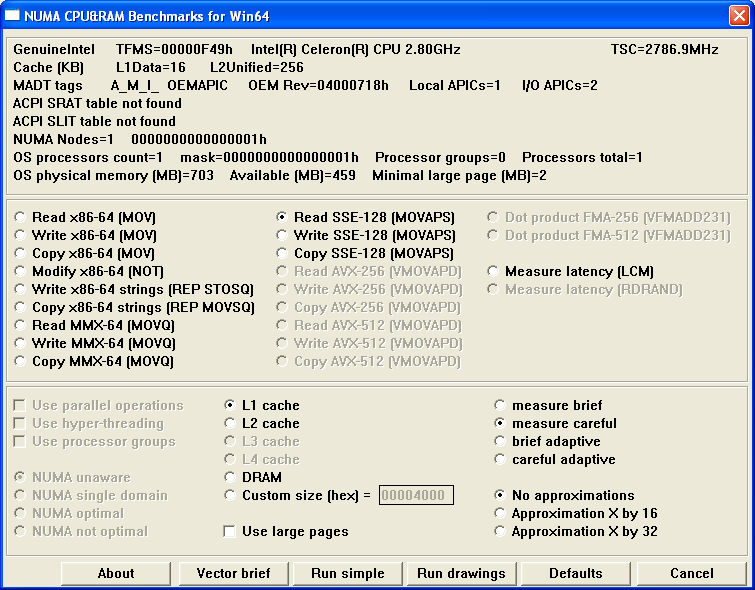 NUMA CPU&RAM Benchmarks for Win64
GenuineIntel TFMS=00000F49h Intel(R) Celeron(R) CPU 2.80GHz TSC=2786.9MHz
Cache (KB) L1Data=16 L2Unified=256
MADT tags A_M_I_ OEMAPIC OEM Rev=04000718h Local APICs=1 I/O APICs=2
ACPI SRAT table not found
ACPI SLIT table not found
NUMA Nodes=1 0000000000000001h
OS processors count=1 mask=0000000000000001h Processor groups=0 Processors total=1
OS physical memory (MB)=703 Available (MB)=459 Minimal large page (MB)=2
Read x86-64 (MOV)
Write x86-64 (MOV)
Copy x86-64 (MOV)
Modify x86-64 (NOT)
Write x86-64 strings (REP STOSQ)
Copy x86-64 strings (REP MOVSQ)
Read MMX-64 (MOVQ)
Write MMX-64 (MOVQ)
Copy MMX-64 (MOVQ)
Read SSE-128 (MOVAPS)
Write SSE-128 (MOVAPS)
Copy SSE-128 (MOVAPS)
Read AVX-256 (VMOVAPD)
Write AVX-256 (VMOVAPD)
Copy AVX-256 (VMOVAPD)
Read AVX-512 (VMOVAPD)
Write AVX-512 (VMOVAPD)
Copy AVX-512 (VMOVAPD)
Dot product FMA-256 (VFMADD231)
Dot product FMA-512 (VFMADD231)
Measure latency (LCM)
Measure latency (RDRAND)
Use parallel operations
Use hyper-threading
Use processor groups
NUMA unaware
NUMA single domain
NUMA optimal
NUMA not optimal
L1 cache
L2 cache
L3 cache
L4 cache
DRAM
Custom size (hex) = 00004000
Use large pages
measure brief
measure careful
brief adaptive
careful adaptive
No approximations
Approximation X by 16
Approximation X by 32
About Vector brief Run simple Run drawings Defaults Cancel